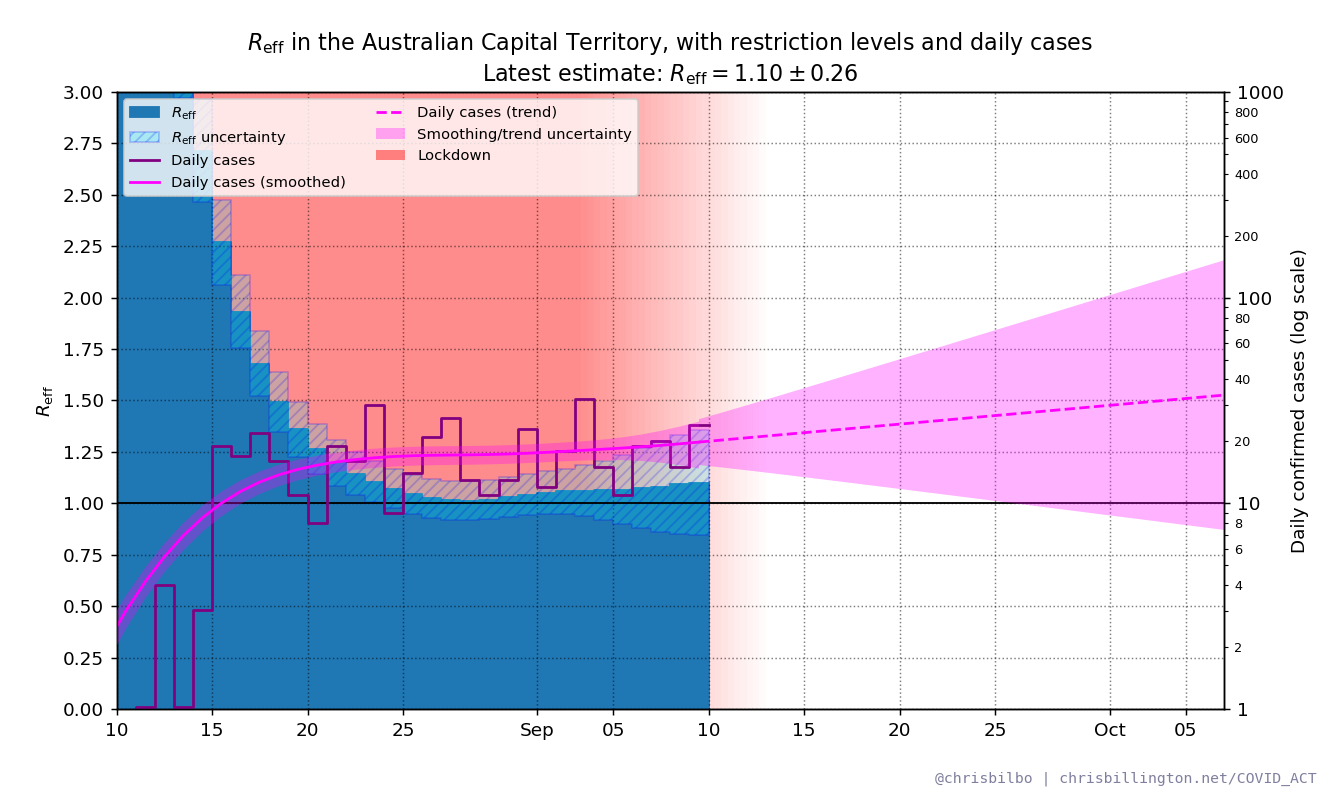 R_eff in the Australian Capital Territory, with restriction levels and daily cases
Latest estimate: R_eff = 1.10 ± 0.26
R_eff
R_eff uncertainty
Daily cases
Daily cases (smoothed)
Daily cases (trend)
Smoothing/trend uncertainty
Lockdown
R_eff
3.00
2.75
2.50
2.25
2.00
1.75
1.50
1.25
1.00
0.75
0.50
0.25
0.00
10 15 20 25 Sep 05 10 15 20 25 Oct 05
1000
800
600
400
200
100
80
60
40
20
10
8
6
4
2
1
Daily confirmed cases (log scale)
@chrisbilbo | chrisbillington.net/COVID_ACT